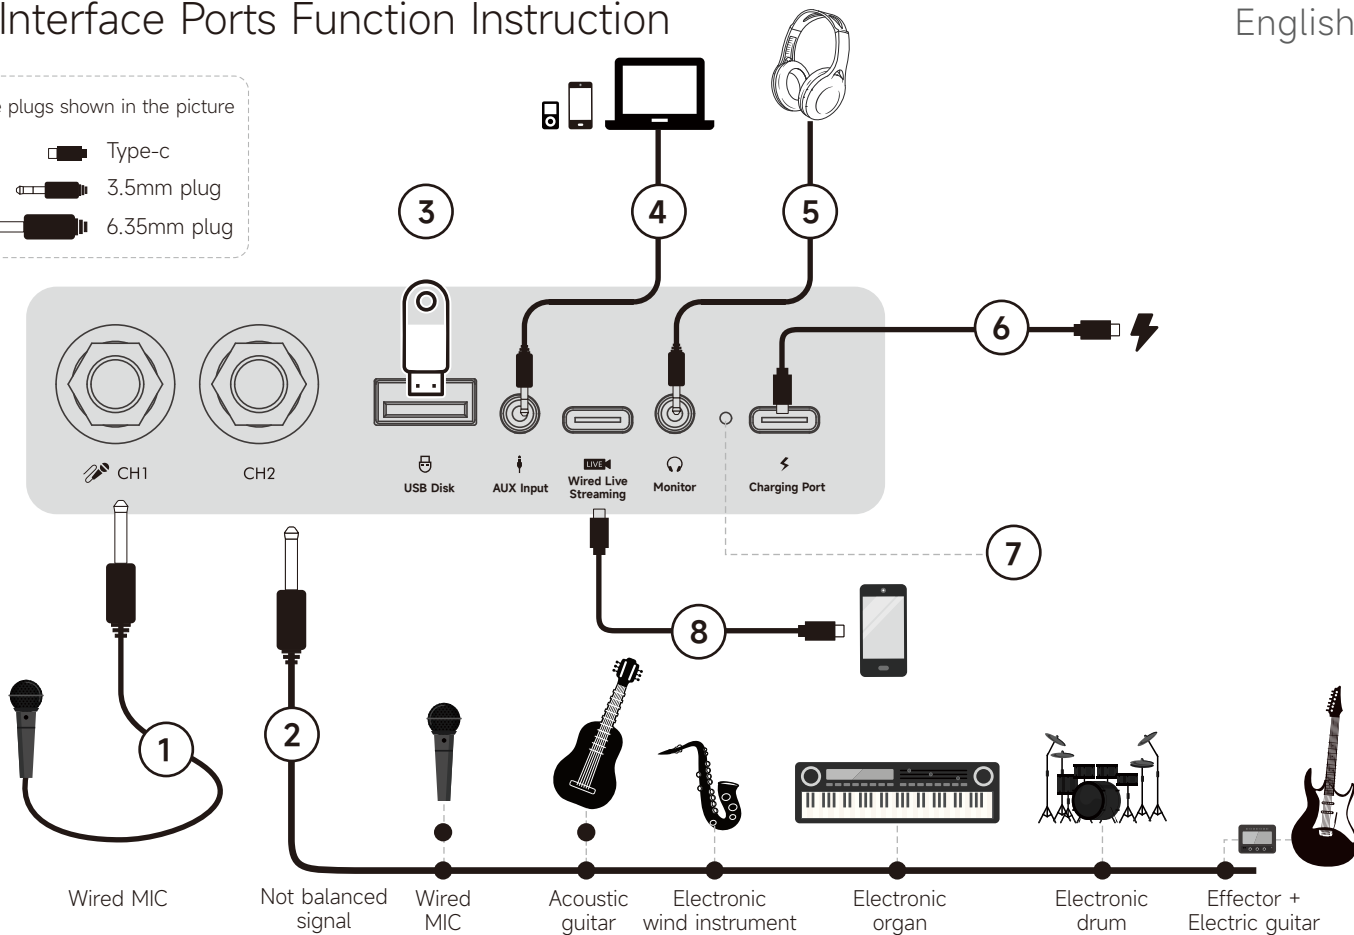 Interface Ports Function Instruction
English
plugs shown in the picture
Type-c
3.5mm plug
6.35mm plug
3
4
5
6
CH1
CH2
USB Disk
AUX Input
LIVE
Wired Live
Streaming
Monitor
Charging Port
7
8
1
2
Wired MIC
Not balanced
signal
Wired
MIC
Acoustic
guitar
Electronic
wind instrument
Electronic
organ
Electronic
drum
Effector +
Electric guitar